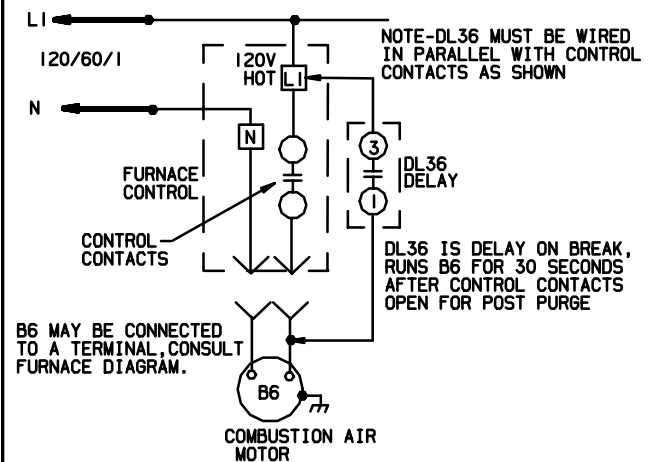 L1
120/60/1
N
120V
HOT
L1
NOTE-DL36 MUST BE WIRED
IN PARALLEL WITH CONTROL
CONTACTS AS SHOWN
N
3
1
DL36
DELAY
FURNACE
CONTROL
CONTROL
CONTACTS
DL36 IS DELAY ON BREAK,
RUNS B6 FOR 30 SECONDS
AFTER CONTROL CONTACTS
OPEN FOR POST PURGE
B6 MAY BE CONNECTED
TO A TERMINAL,CONSULT
FURNACE DIAGRAM.
B6
COMBUSTION AIR
MOTOR